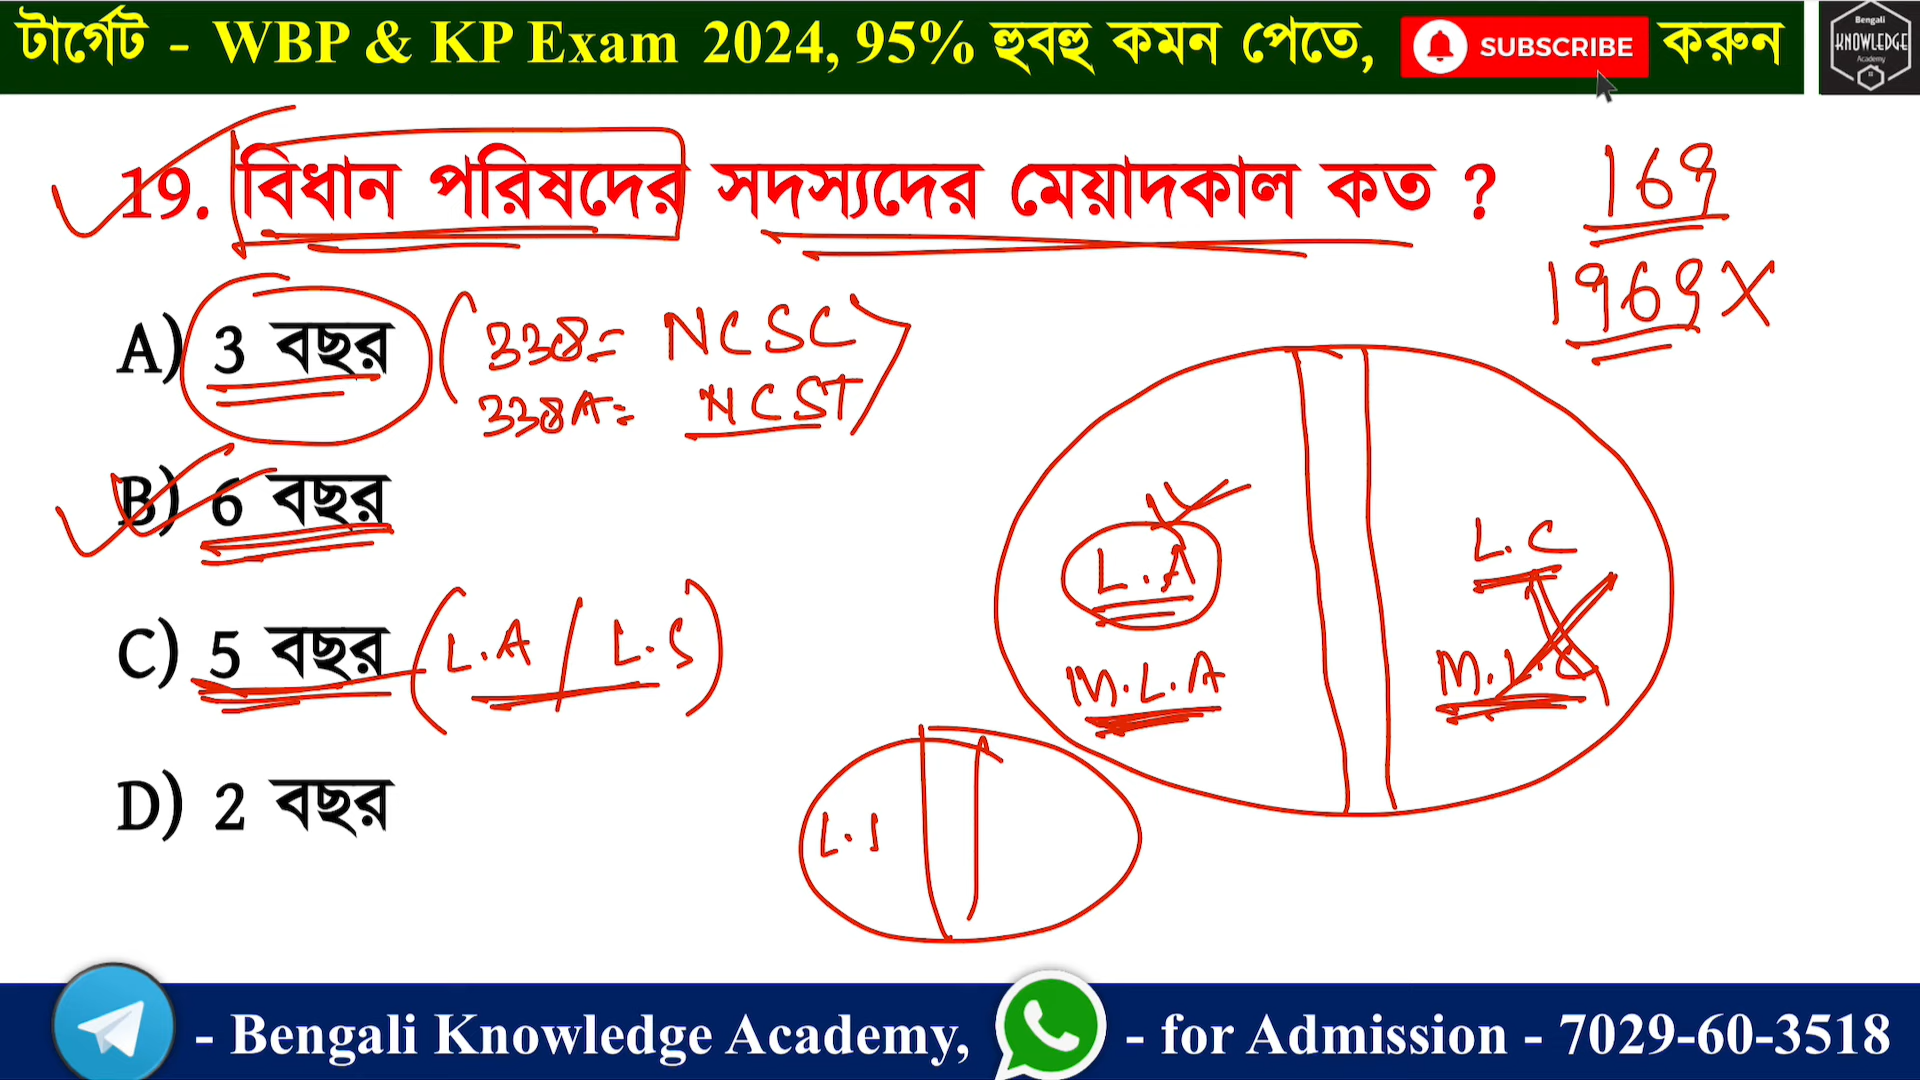 টার্গেট - WBP & KP Exam 2024, 95% হুবহু কমন পেতে, SUBSCRIBE করুন
Bengali
KNOWLEDGE
Academy
19. বিধান পরিষদের সদস্যদের মেয়াদকাল কত ?
169
1969 X
A) 3 বছর
(338 = NCSC
338A = NCST)
B) 6 বছর
C) 5 বছর (L.A / L.S)
D) 2 বছর
L.A
M.L.A
L.C
M.L.C
L.S
- Bengali Knowledge Academy, - for Admission - 7029-60-3518